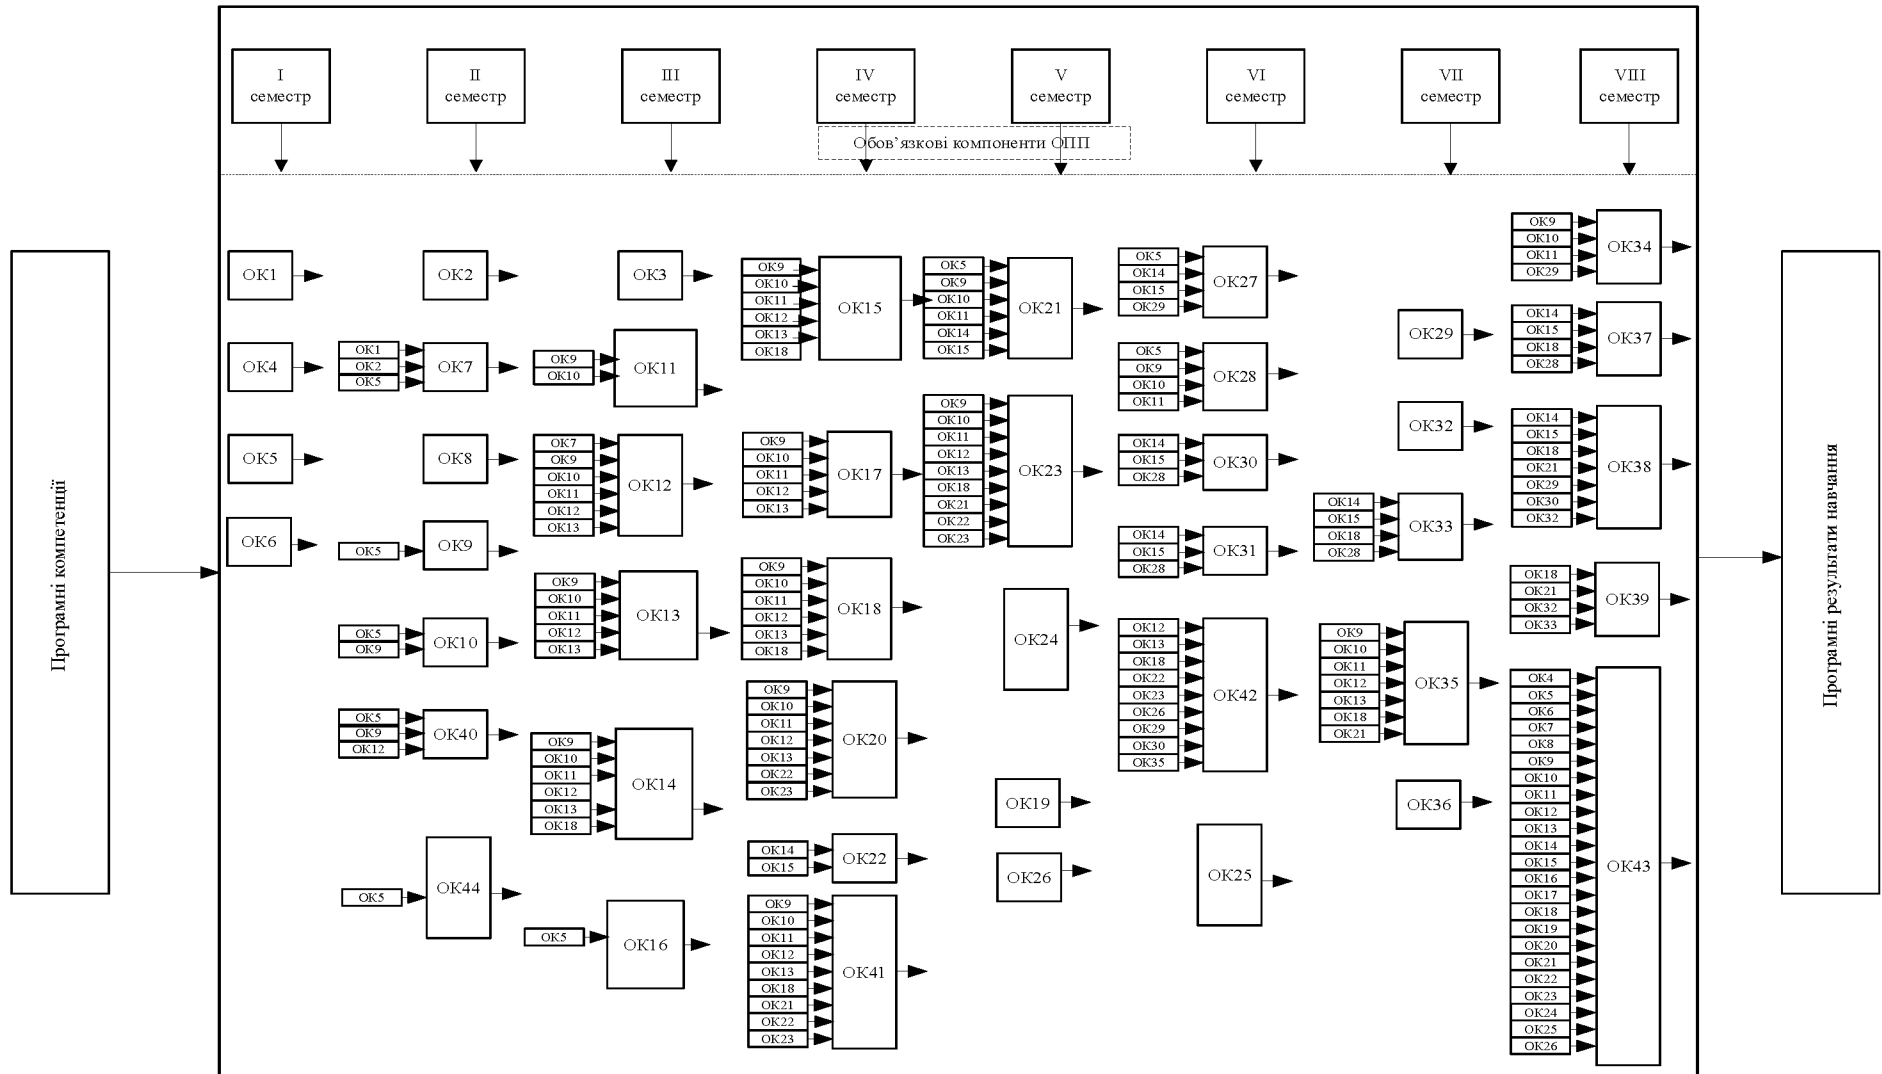 I
семестр
II
семестр
III
семестр
IV
семестр
V
семестр
VI
семестр
VII
семестр
VIII
семестр
Обов’язкові компоненти ОПП
Програмні компетенції
ОК1
ОК4
ОК5
ОК6
ОК2
ОК1
ОК2
ОК5
ОК7
ОК8
ОК5
ОК9
ОК5
ОК9
ОК10
ОК5
ОК9
ОК12
ОК40
ОК5
ОК44
ОК3
ОК9
ОК10
ОК11
ОК7
ОК9
ОК10
ОК11
ОК12
ОК13
ОК12
ОК9
ОК10
ОК11
ОК12
ОК13
ОК13
ОК9
ОК10
ОК11
ОК12
ОК13
ОК18
ОК14
ОК5
ОК16
ОК9
ОК10
ОК11
ОК12
ОК13
ОК18
ОК15
ОК9
ОК10
ОК11
ОК12
ОК13
ОК17
ОК9
ОК10
ОК11
ОК12
ОК13
ОК18
ОК18
ОК9
ОК10
ОК11
ОК12
ОК13
ОК22
ОК23
ОК20
ОК14
ОК15
ОК22
ОК9
ОК10
ОК11
ОК12
ОК13
ОК18
ОК21
ОК22
ОК23
ОК41
ОК5
ОК9
ОК10
ОК11
ОК14
ОК15
ОК21
ОК9
ОК10
ОК11
ОК12
ОК13
ОК18
ОК21
ОК22
ОК23
ОК23
ОК24
ОК19
ОК26
ОК5
ОК14
ОК15
ОК29
ОК27
ОК5
ОК9
ОК10
ОК11
ОК28
ОК14
ОК15
ОК28
ОК30
ОК14
ОК15
ОК28
ОК31
ОК12
ОК13
ОК18
ОК22
ОК23
ОК26
ОК29
ОК30
ОК35
ОК42
ОК25
ОК29
ОК32
ОК14
ОК15
ОК18
ОК28
ОК33
ОК9
ОК10
ОК11
ОК12
ОК13
ОК18
ОК21
ОК35
ОК36
ОК9
ОК10
ОК11
ОК29
ОК34
ОК14
ОК15
ОК18
ОК28
ОК37
ОК14
ОК15
ОК18
ОК21
ОК29
ОК30
ОК32
ОК38
ОК18
ОК21
ОК32
ОК33
ОК39
ОК4
ОК5
ОК6
ОК7
ОК8
ОК9
ОК10
ОК11
ОК12
ОК13
ОК14
ОК15
ОК16
ОК17
ОК18
ОК19
ОК20
ОК21
ОК22
ОК23
ОК24
ОК25
ОК26
ОК43
Програмні результати навчання